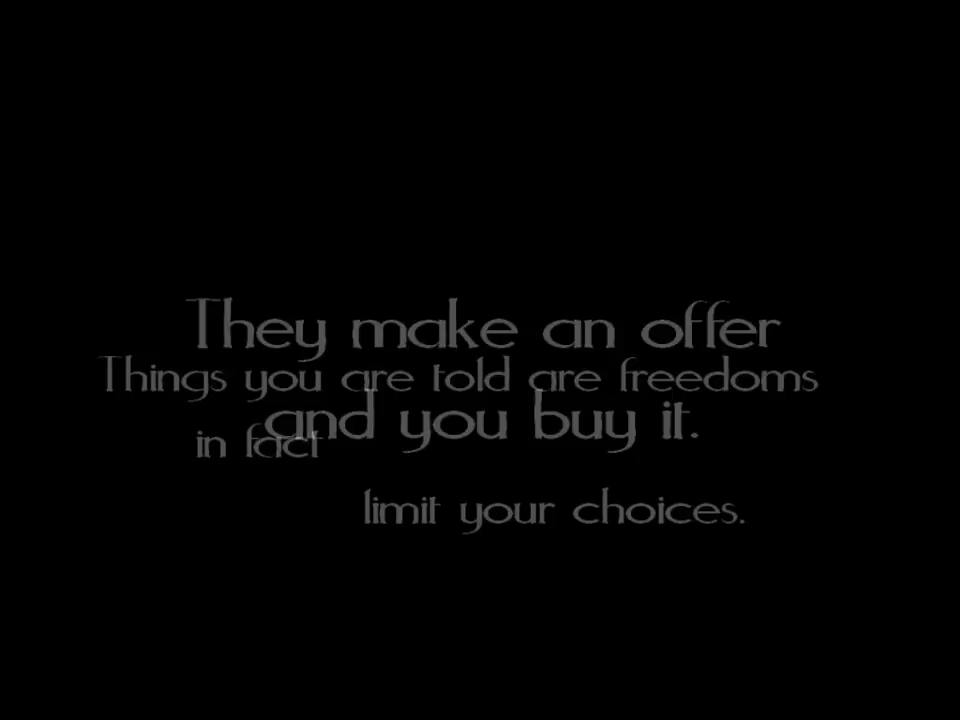 They make an offer
Things you are told are freedoms
and you buy it.
in fact
limit your choices.